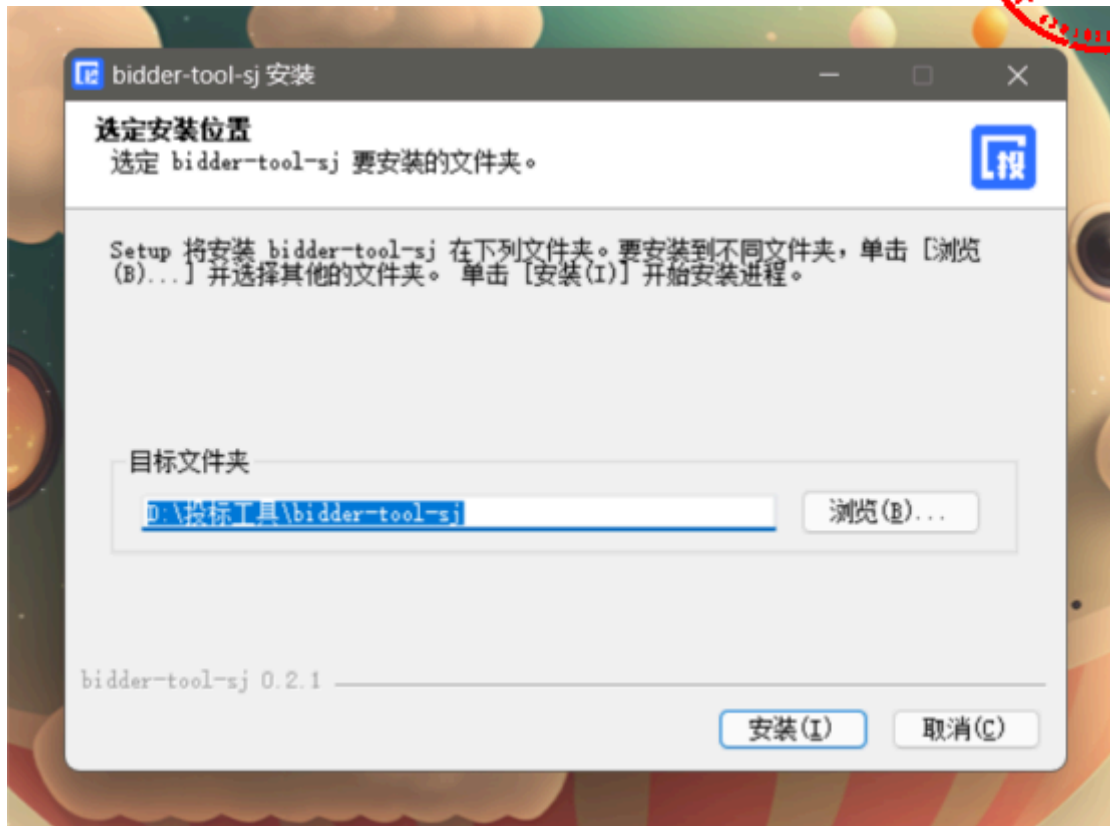 bidder-tool-sj 安装
选定安装位置
选定 bidder-tool-sj 要安装的文件夹。
投
Setup 将安装 bidder-tool-sj 在下列文件夹。要安装到不同文件夹，单击 [浏览
(B)...] 并选择其他的文件夹。 单击 [安装(I)] 开始安装进程。
目标文件夹
D:\投标工具\bidder-tool-sj
浏览(B)...
bidder-tool-sj 0.2.1
安装(I)
取消(C)